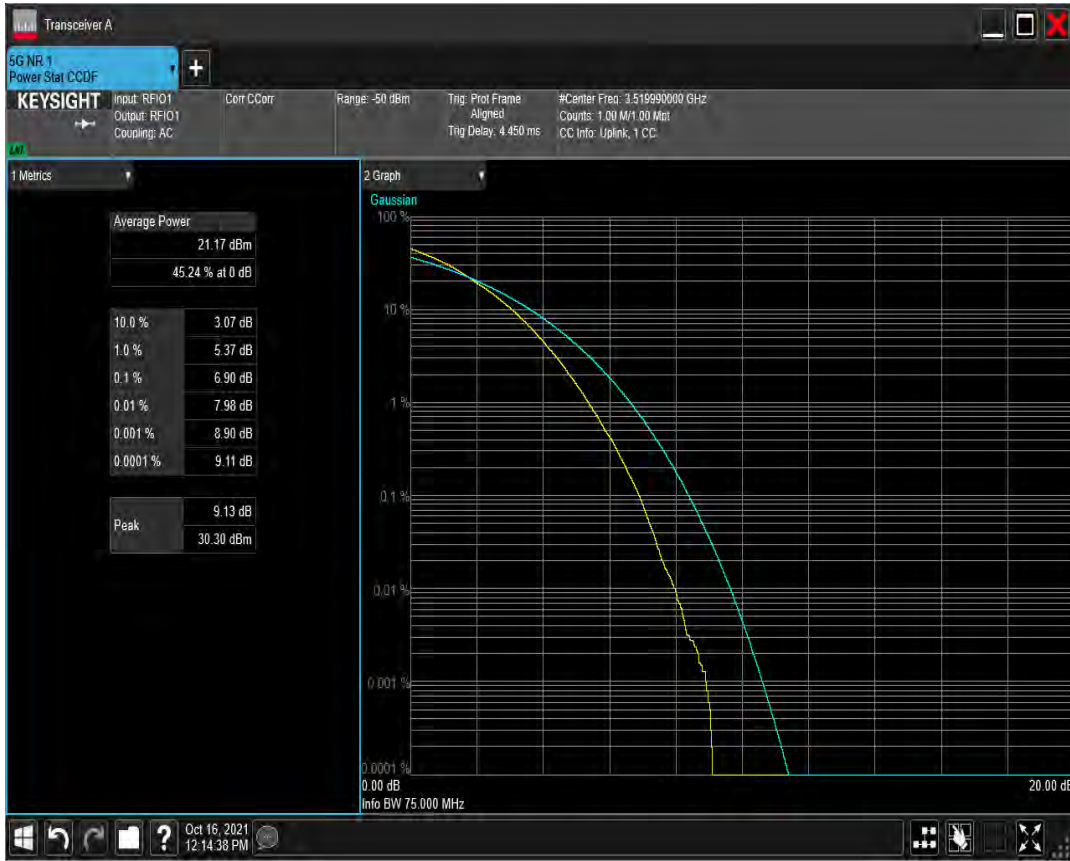 Transceiver A
5G NR 1
Power Stat CCDF
+
KEYSIGHT
LNT
Input: RFIO1
Output: RFIO1
Coupling: AC
Corr CCorr
Range: -50 dBm
Trig: Prot Frame
Aligned
Trig Delay: 4.450 ms
#Center Freq: 3.519990000 GHz
Counts: 1.00 M/1.00 Mpt
CC Info: Uplink, 1 CC
1 Metrics
Average Power
21.17 dBm
45.24 % at 0 dB
10.0 % 3.07 dB
1.0 % 5.37 dB
0.1 % 6.90 dB
0.01 % 7.98 dB
0.001 % 8.90 dB
0.0001 % 9.11 dB
Peak 9.13 dB
30.30 dBm
2 Graph
Gaussian
100 %
10 %
1 %
0.1 %
0.01 %
0.001 %
0.0001 %
0.00 dB 20.00 dB
Info BW 75.000 MHz
?
Oct 16, 2021
12:14:38 PM